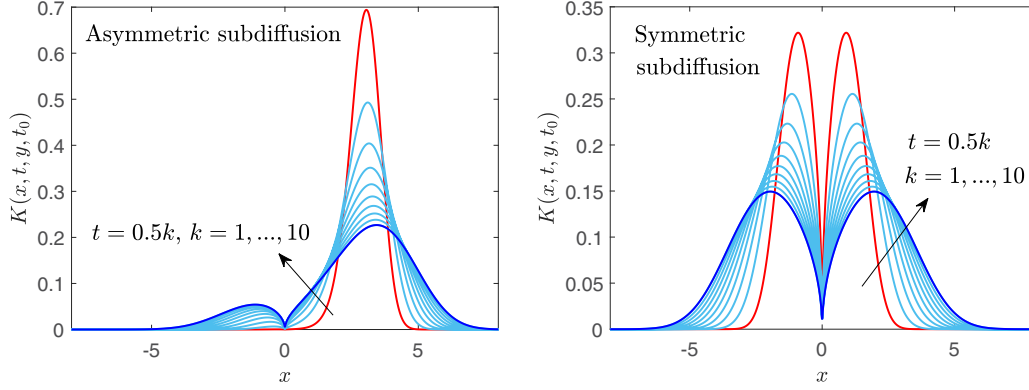 Asymmetric subdiffusion
K(x, t, y, t₀)
0.7
0.6
0.5
0.4
0.3
0.2
0.1
0
t = 0.5k, k = 1, ..., 10
-5
0
5
x
Symmetric
subdiffusion
K(x, t, y, t₀)
0.35
0.3
0.25
0.2
0.15
0.1
0.05
0
t = 0.5k
k = 1, ..., 10
-5
0
5
x